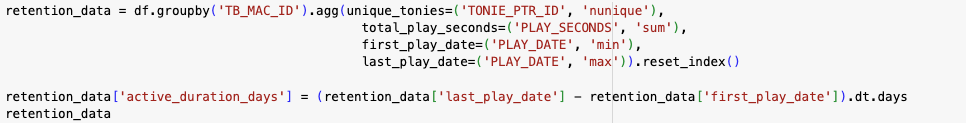 retention_data = df.groupby('TB_MAC_ID').agg(unique_tonies=('TONIE_PTR_ID', 'nunique'),
total_play_seconds=('PLAY_SECONDS', 'sum'),
first_play_date=('PLAY_DATE', 'min'),
last_play_date=('PLAY_DATE', 'max')).reset_index()
retention_data['active_duration_days'] = (retention_data['last_play_date'] - retention_data['first_play_date']).dt.days
retention_data